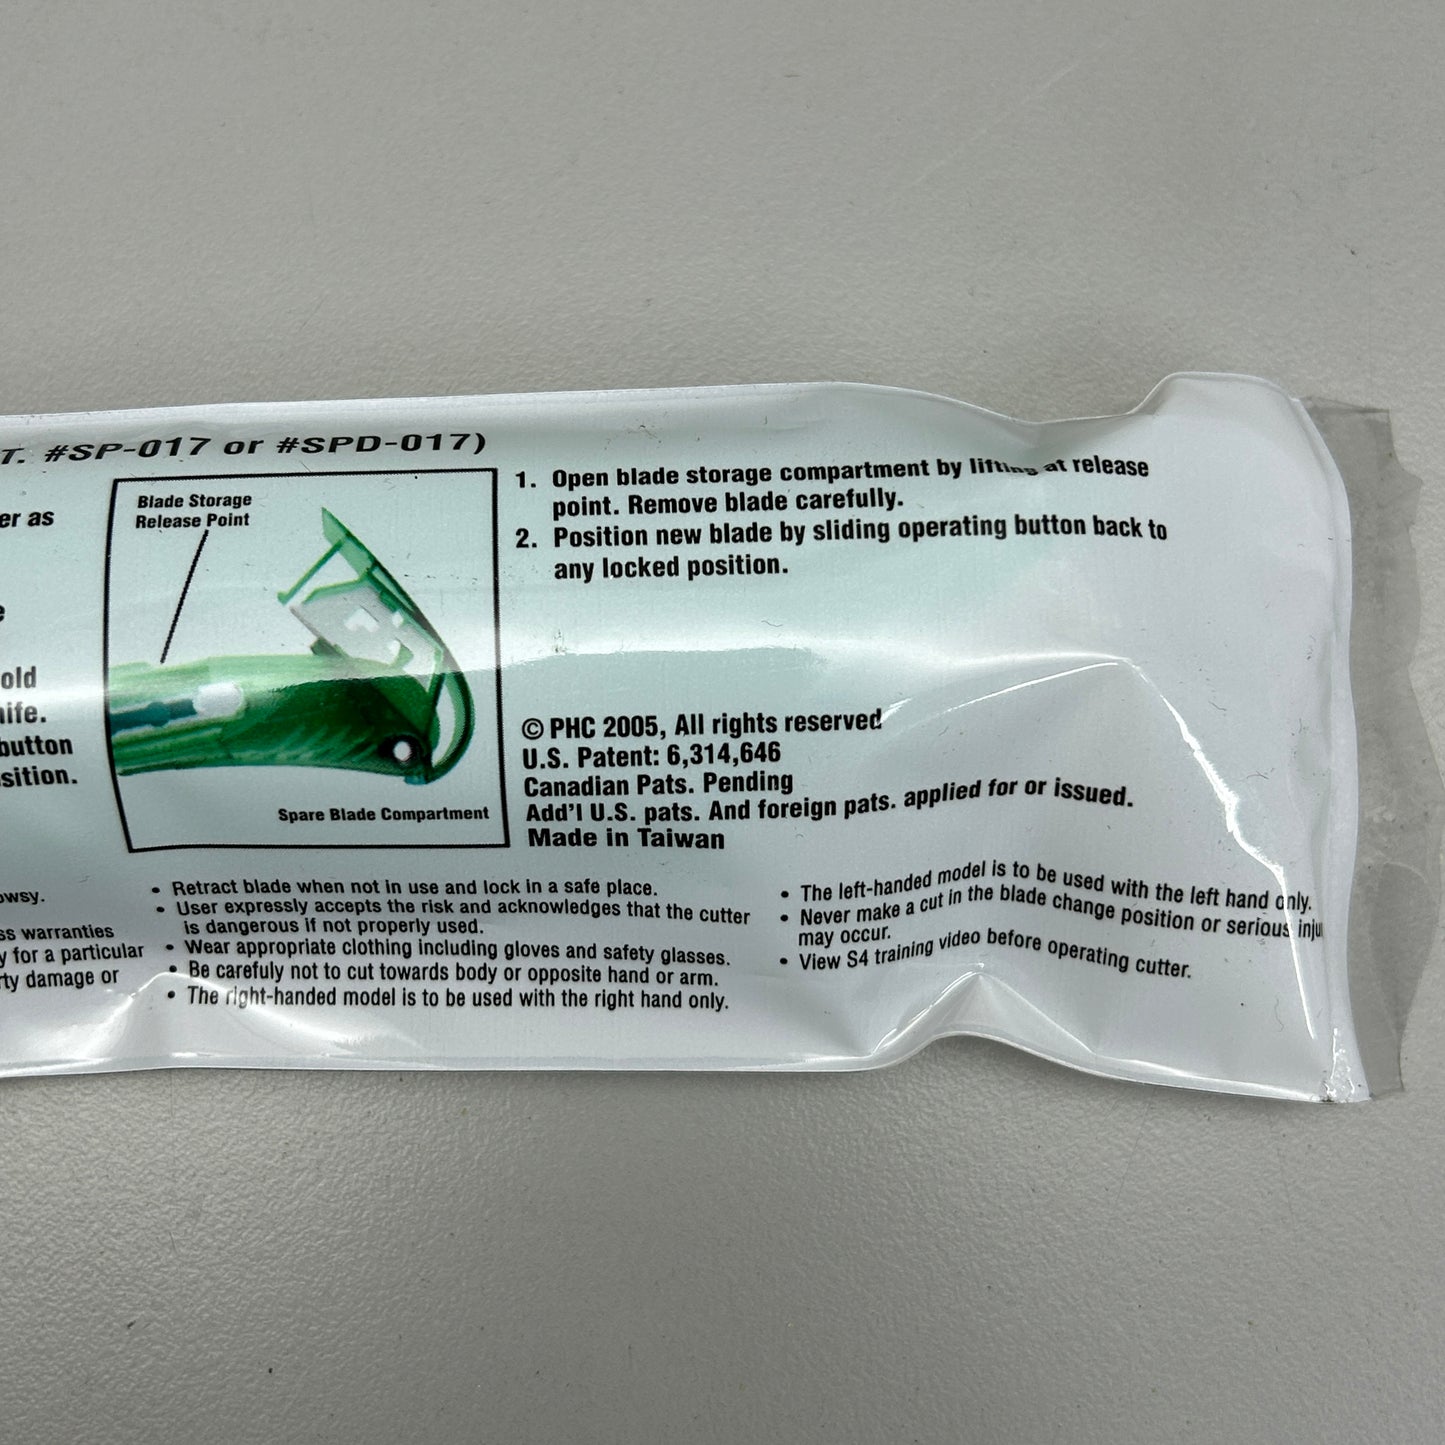 T. #SP-017 or #SPD-017)
er as
old
ife.
button
sition.
Blade Storage
Release Point
Spare Blade Compartment
1. Open blade storage compartment by lifting at release
point. Remove blade carefully.
2. Position new blade by sliding operating button back to
any locked position.
© PHC 2005, All rights reserved
U.S. Patent: 6,314,646
Canadian Pats. Pending
Add'l U.S. pats. And foreign pats. applied for or issued.
Made in Taiwan
owsy.
ss warranties
y for a particular
rty damage or
• Retract blade when not in use and lock in a safe place.
• User expressly accepts the risk and acknowledges that the cutter
is dangerous if not properly used.
• Wear appropriate clothing including gloves and safety glasses.
• Be carefuly not to cut towards body or opposite hand or arm.
• The right-handed model is to be used with the right hand only.
• The left-handed model is to be used with the left hand only.
• Never make a cut in the blade change position or serious inju
may occur.
• View S4 training video before operating cutter.